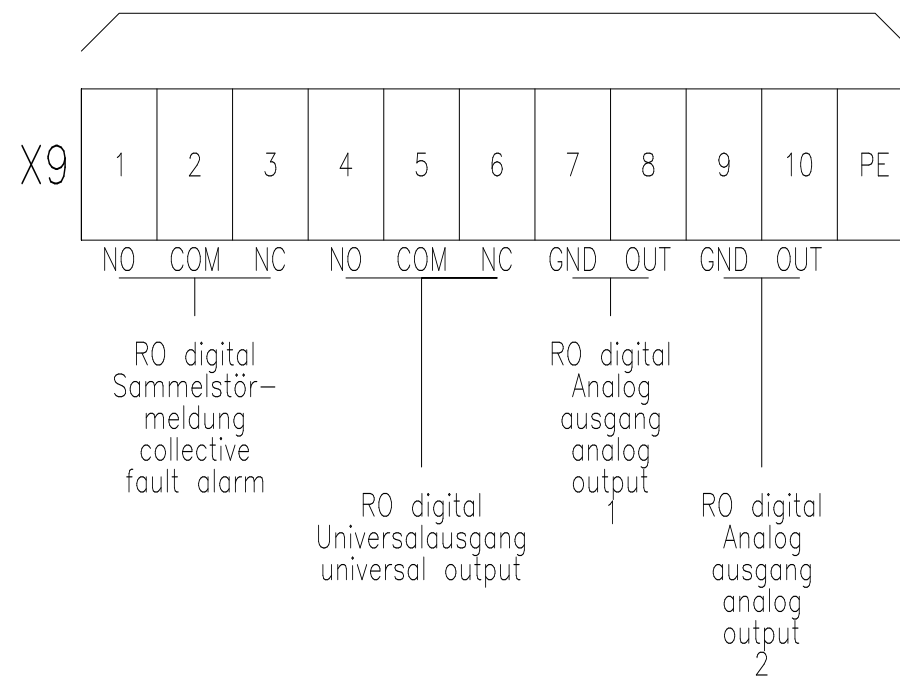 X9 1 2 3 4 5 6 7 8 9 10 PE
NO COM NC NO COM NC GND OUT GND OUT
RO digital
Sammelstör-
meldung
collective
fault alarm
RO digital
Universalausgang
universal output
RO digital
Analog
ausgang
analog
output
1
RO digital
Analog
ausgang
analog
output
2